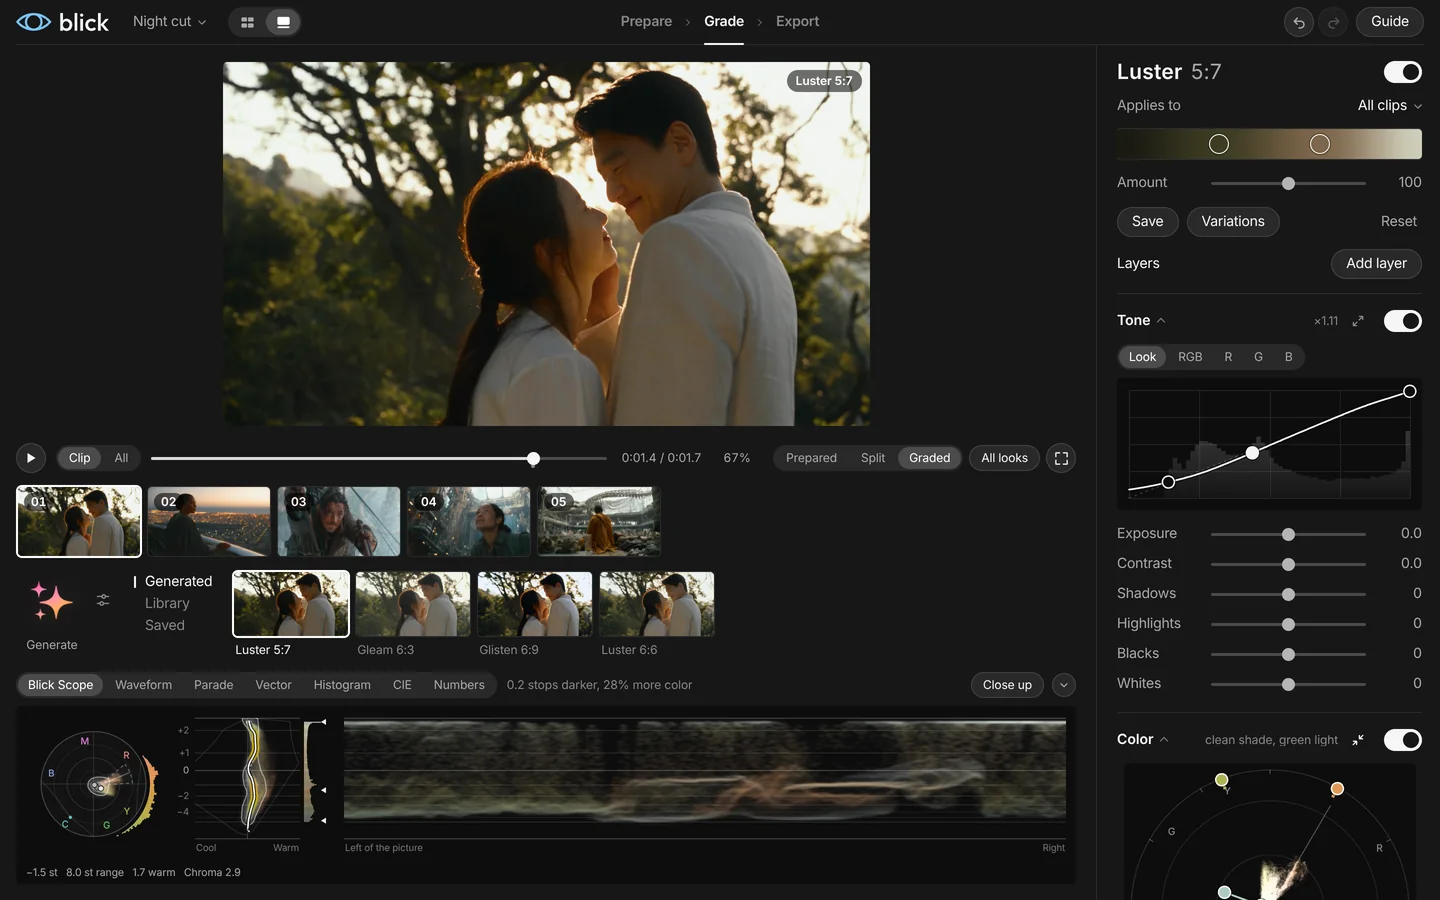 blick
Night cut
Prepare
Grade
Export
Guide
Luster 5:7
Luster 5:7
Applies to
All clips
Amount
100
Save
Variations
Reset
Layers
Add layer
Tone
×1.11
Look
RGB
R
G
B
Clip
All
0:01.4 / 0:01.7
67%
Prepared
Split
Graded
All looks
01
02
03
04
05
Exposure
0.0
Contrast
0.0
Shadows
0
Highlights
0
Blacks
0
Whites
0
Generate
Generated
Library
Saved
Luster 5:7
Gleam 6:3
Glisten 6:9
Luster 6:6
Blick Scope
Waveform
Parade
Vector
Histogram
CIE
Numbers
0.2 stops darker, 28% more color
Close up
M
R
B
Y
C
G
+2
+1
0
−2
−4
Cool
Warm
Left of the picture
Right
−1.5 st
8.0 st range
1.7 warm
Chroma 2.9
Color
clean shade, green light
Y
G
R